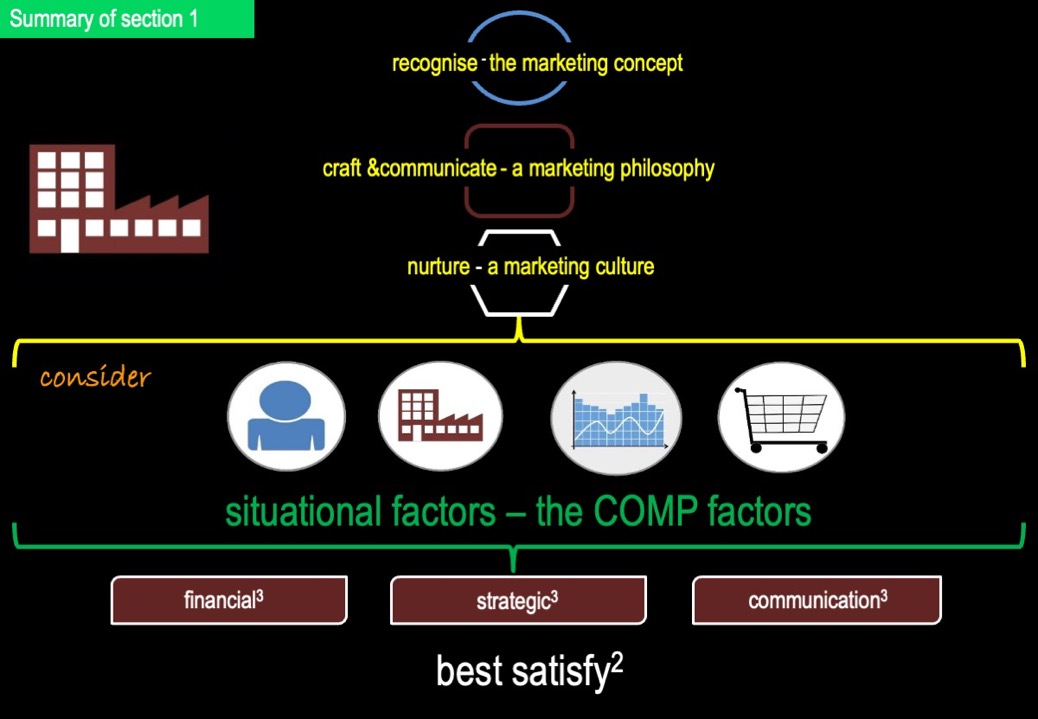 Summary of section 1
recognise - the marketing concept
craft &communicate - a marketing philosophy
nurture - a marketing culture
consider
situational factors – the COMP factors
financial³
strategic³
communication³
best satisfy²